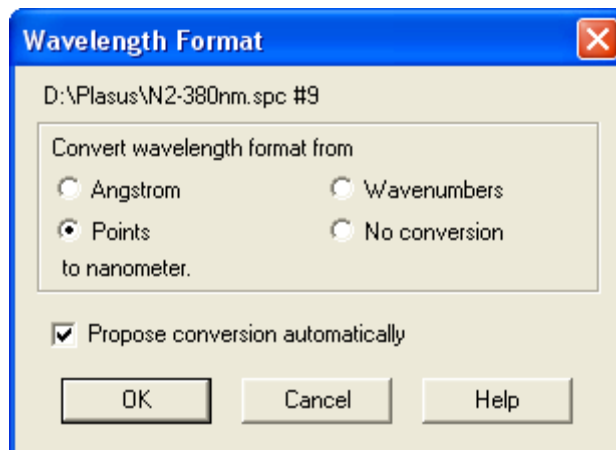 Wavelength Format
D:\Plasus\N2-380nm.spc #9
Convert wavelength format from
Angstrom Wavenumbers
Points No conversion
to nanometer.
Propose conversion automatically
OK Cancel Help